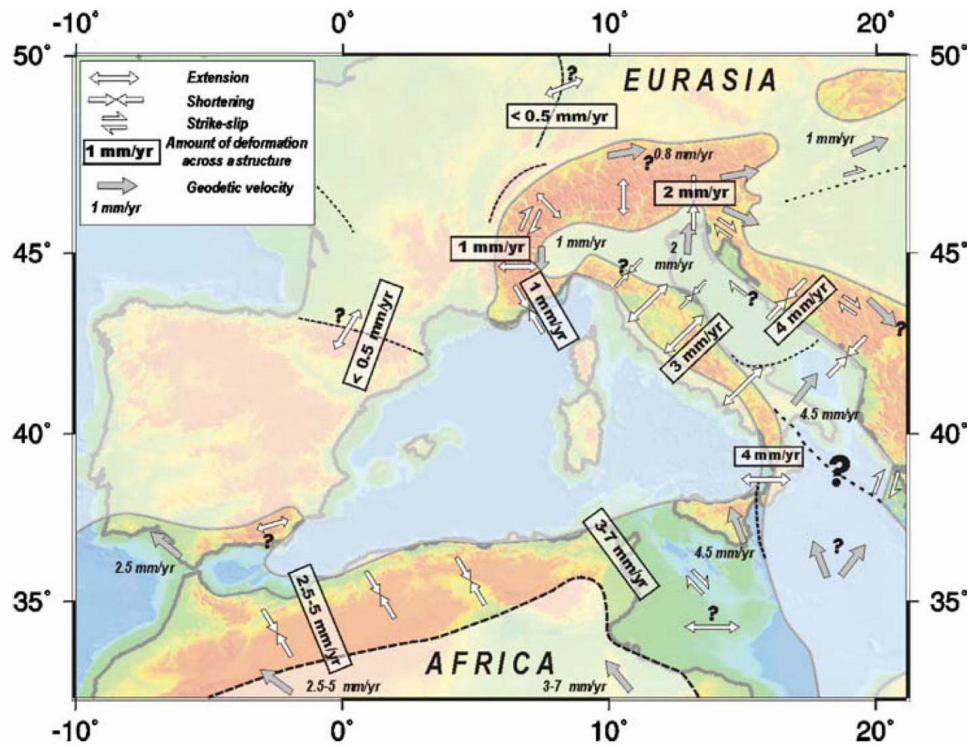 -10° 0° 10° 20°
50° 50°
EURASIA
Extension
Shortening
Strike-slip
1 mm/yr Amount of deformation
across a structure
Geodetic velocity
1 mm/yr
?
< 0.5 mm/yr
1 mm/yr
0.8 mm/yr
?
2 mm/yr
45° 45°
1 mm/yr
1 mm/yr
2
mm/yr
?
1 mm/yr
?
4 mm/yr
?
?
< 0.5 mm/yr
3 mm/yr
4.5 mm/yr
40° 40°
4 mm/yr
?
?
2.5 mm/yr
3-7 mm/yr
4.5 mm/yr
?
35° 35°
2.5-5 mm/yr
?
AFRICA
2.5-5 mm/yr
3-7 mm/yr
-10° 0° 10° 20°